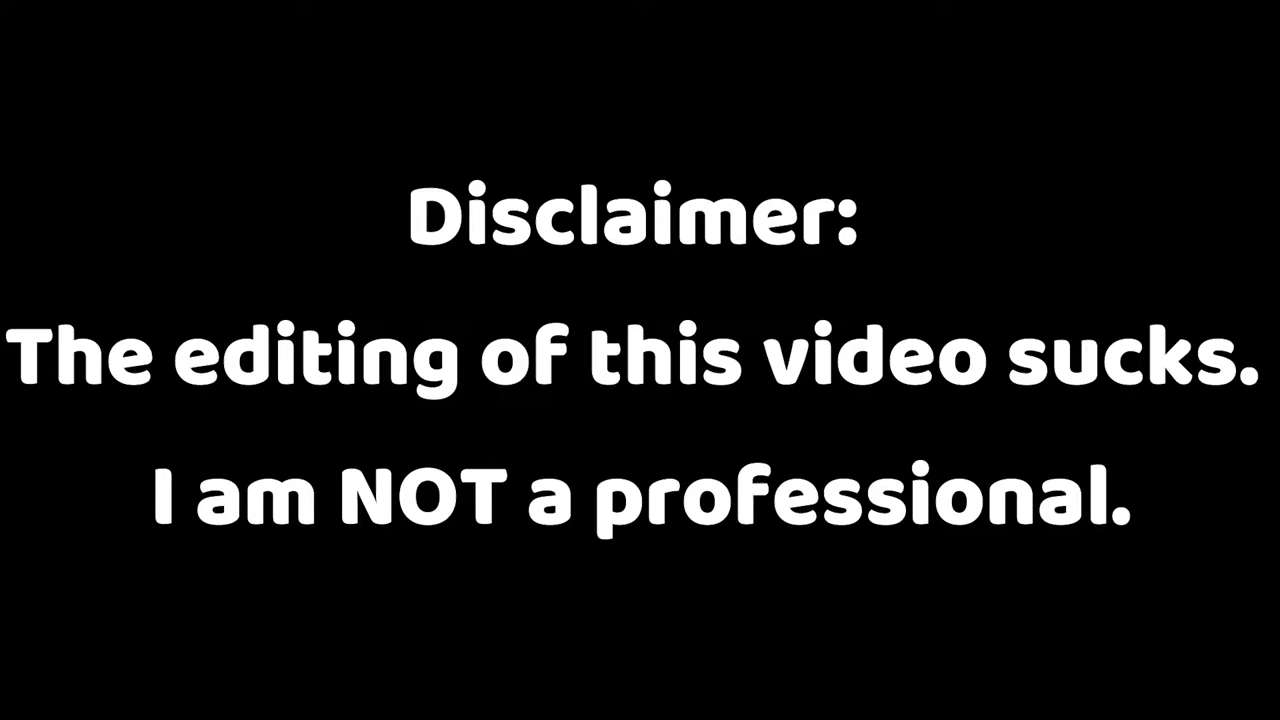 Disclaimer:
The editing of this video sucks.
I am NOT a professional.